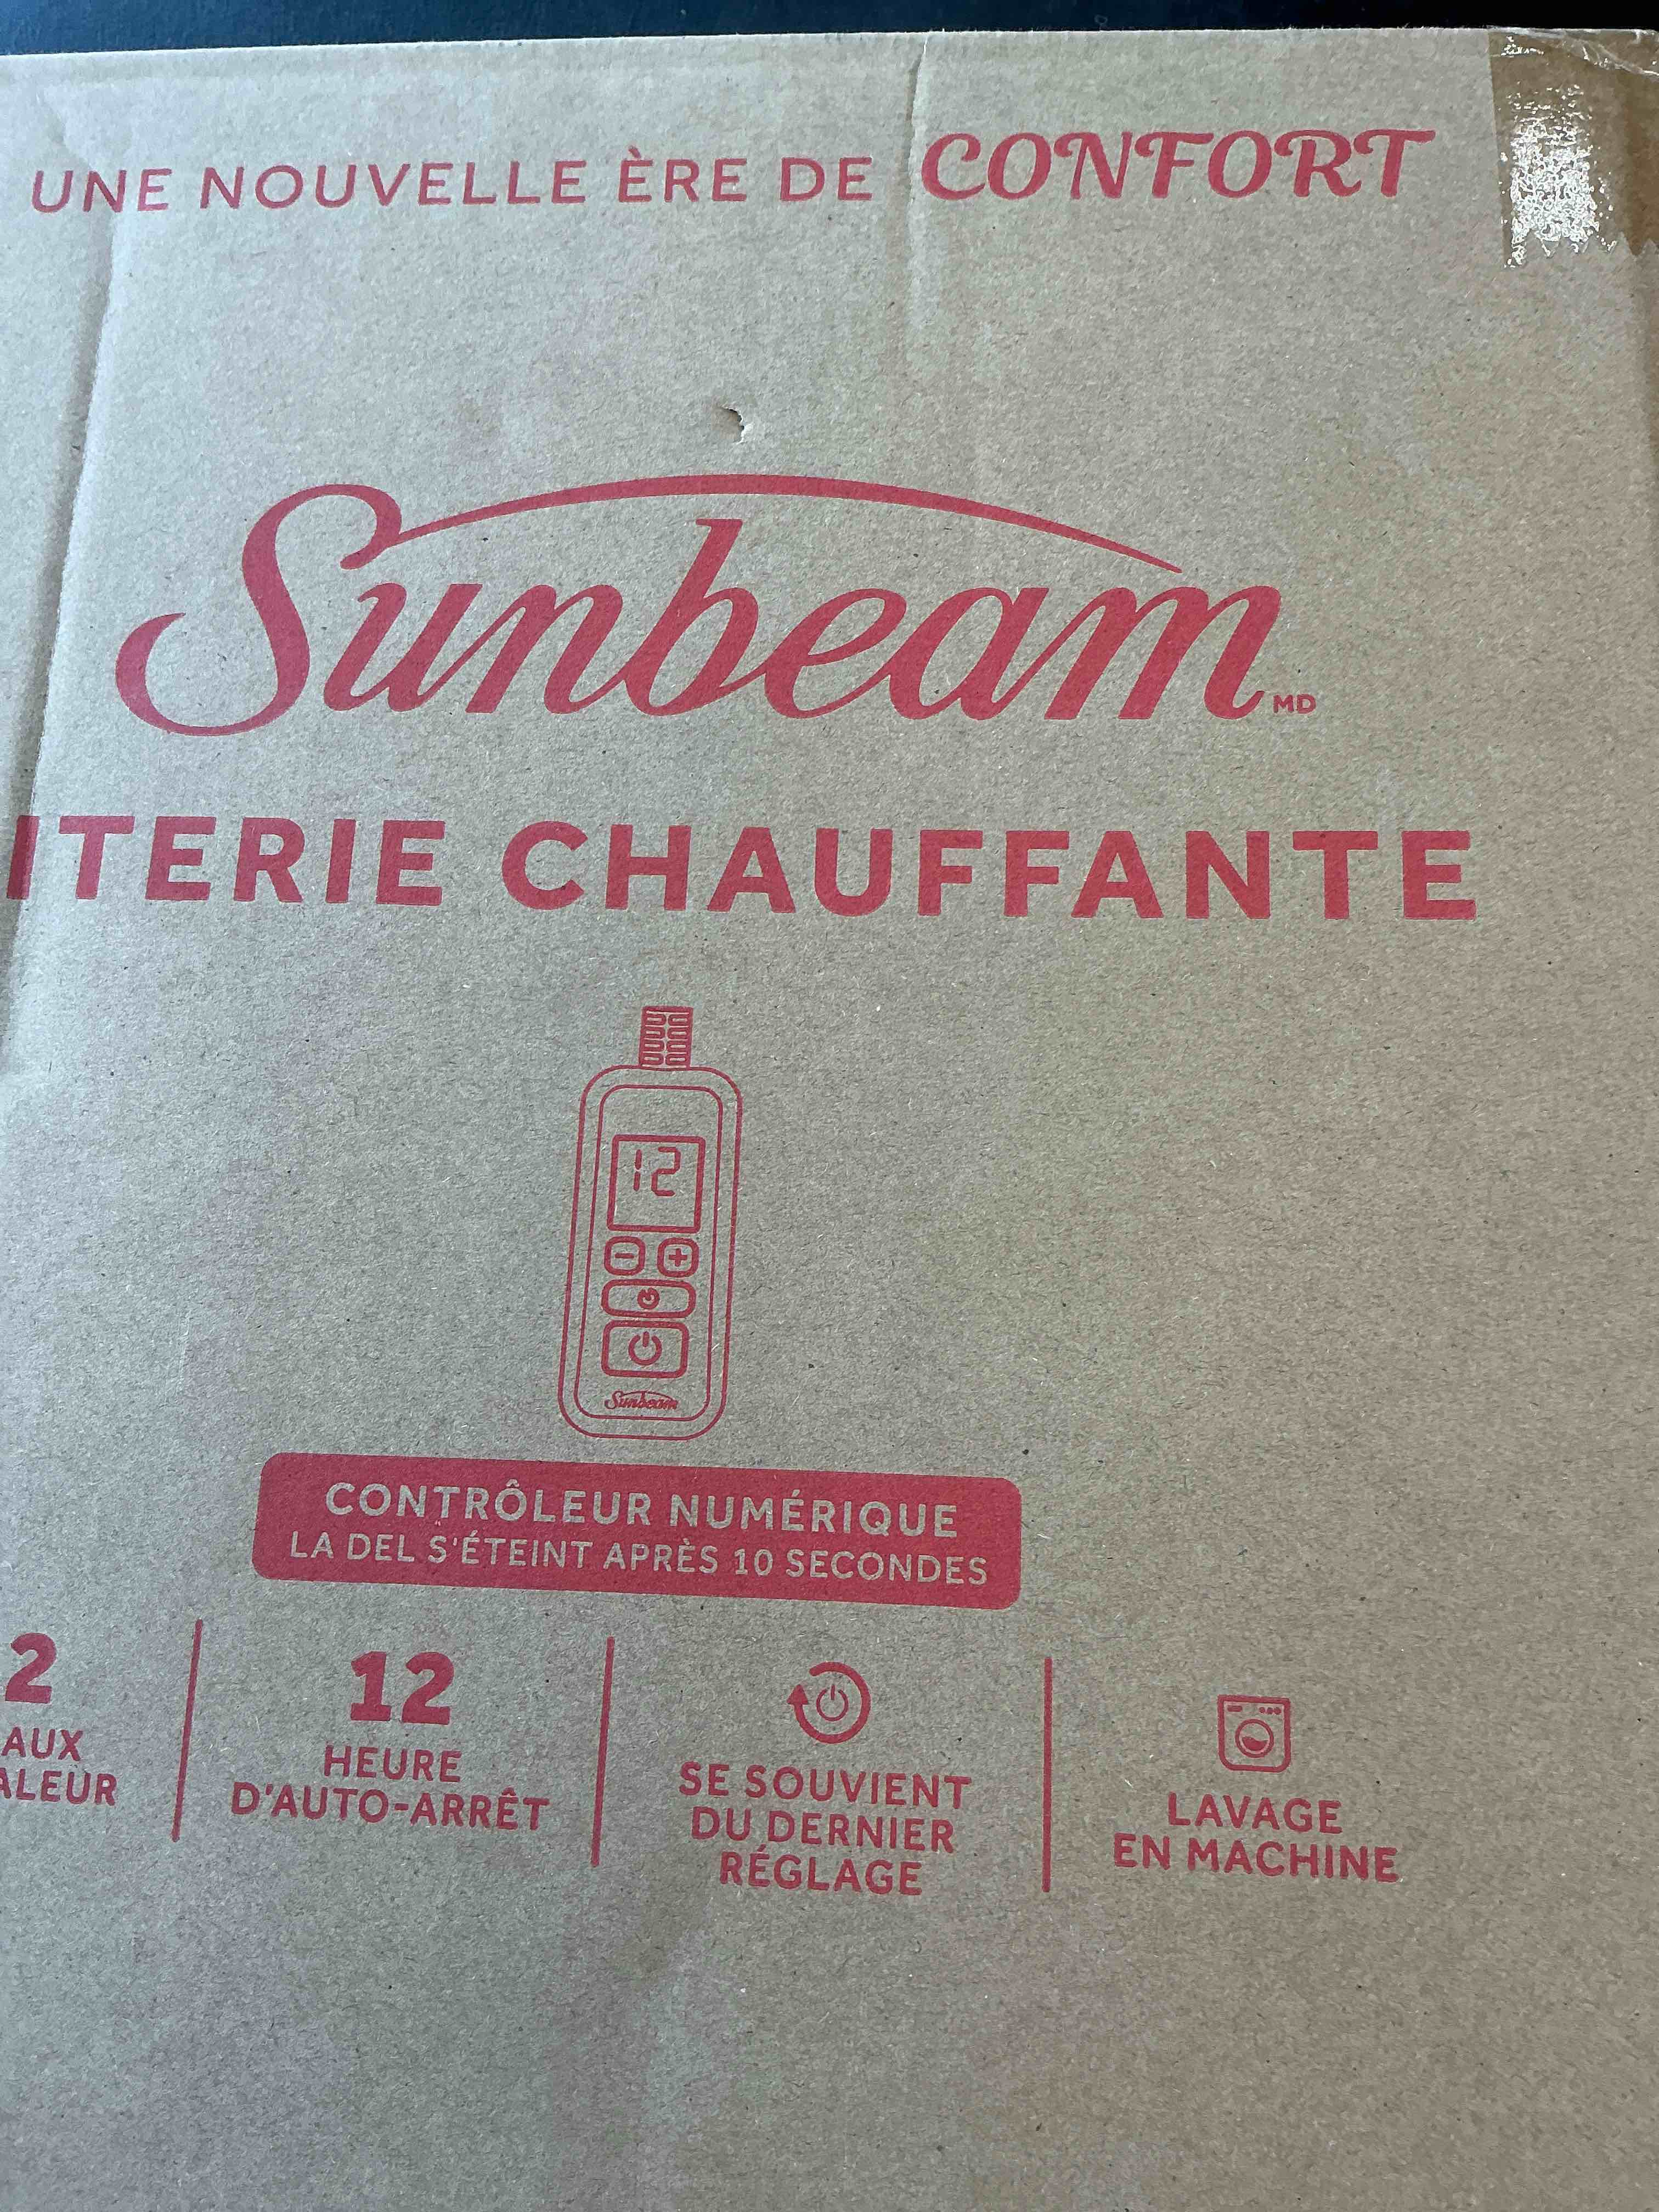 UNE NOUVELLE ÈRE DE CONFORT
Sunbeam MD
ITERIE CHAUFFANTE
12
Sunbeam
CONTRÔLEUR NUMÉRIQUE
LA DEL S'ÉTEINT APRÈS 10 SECONDES
2
AUX
ALEUR
12
HEURE
D'AUTO-ARRÊT
SE SOUVIENT
DU DERNIER
RÉGLAGE
LAVAGE
EN MACHINE